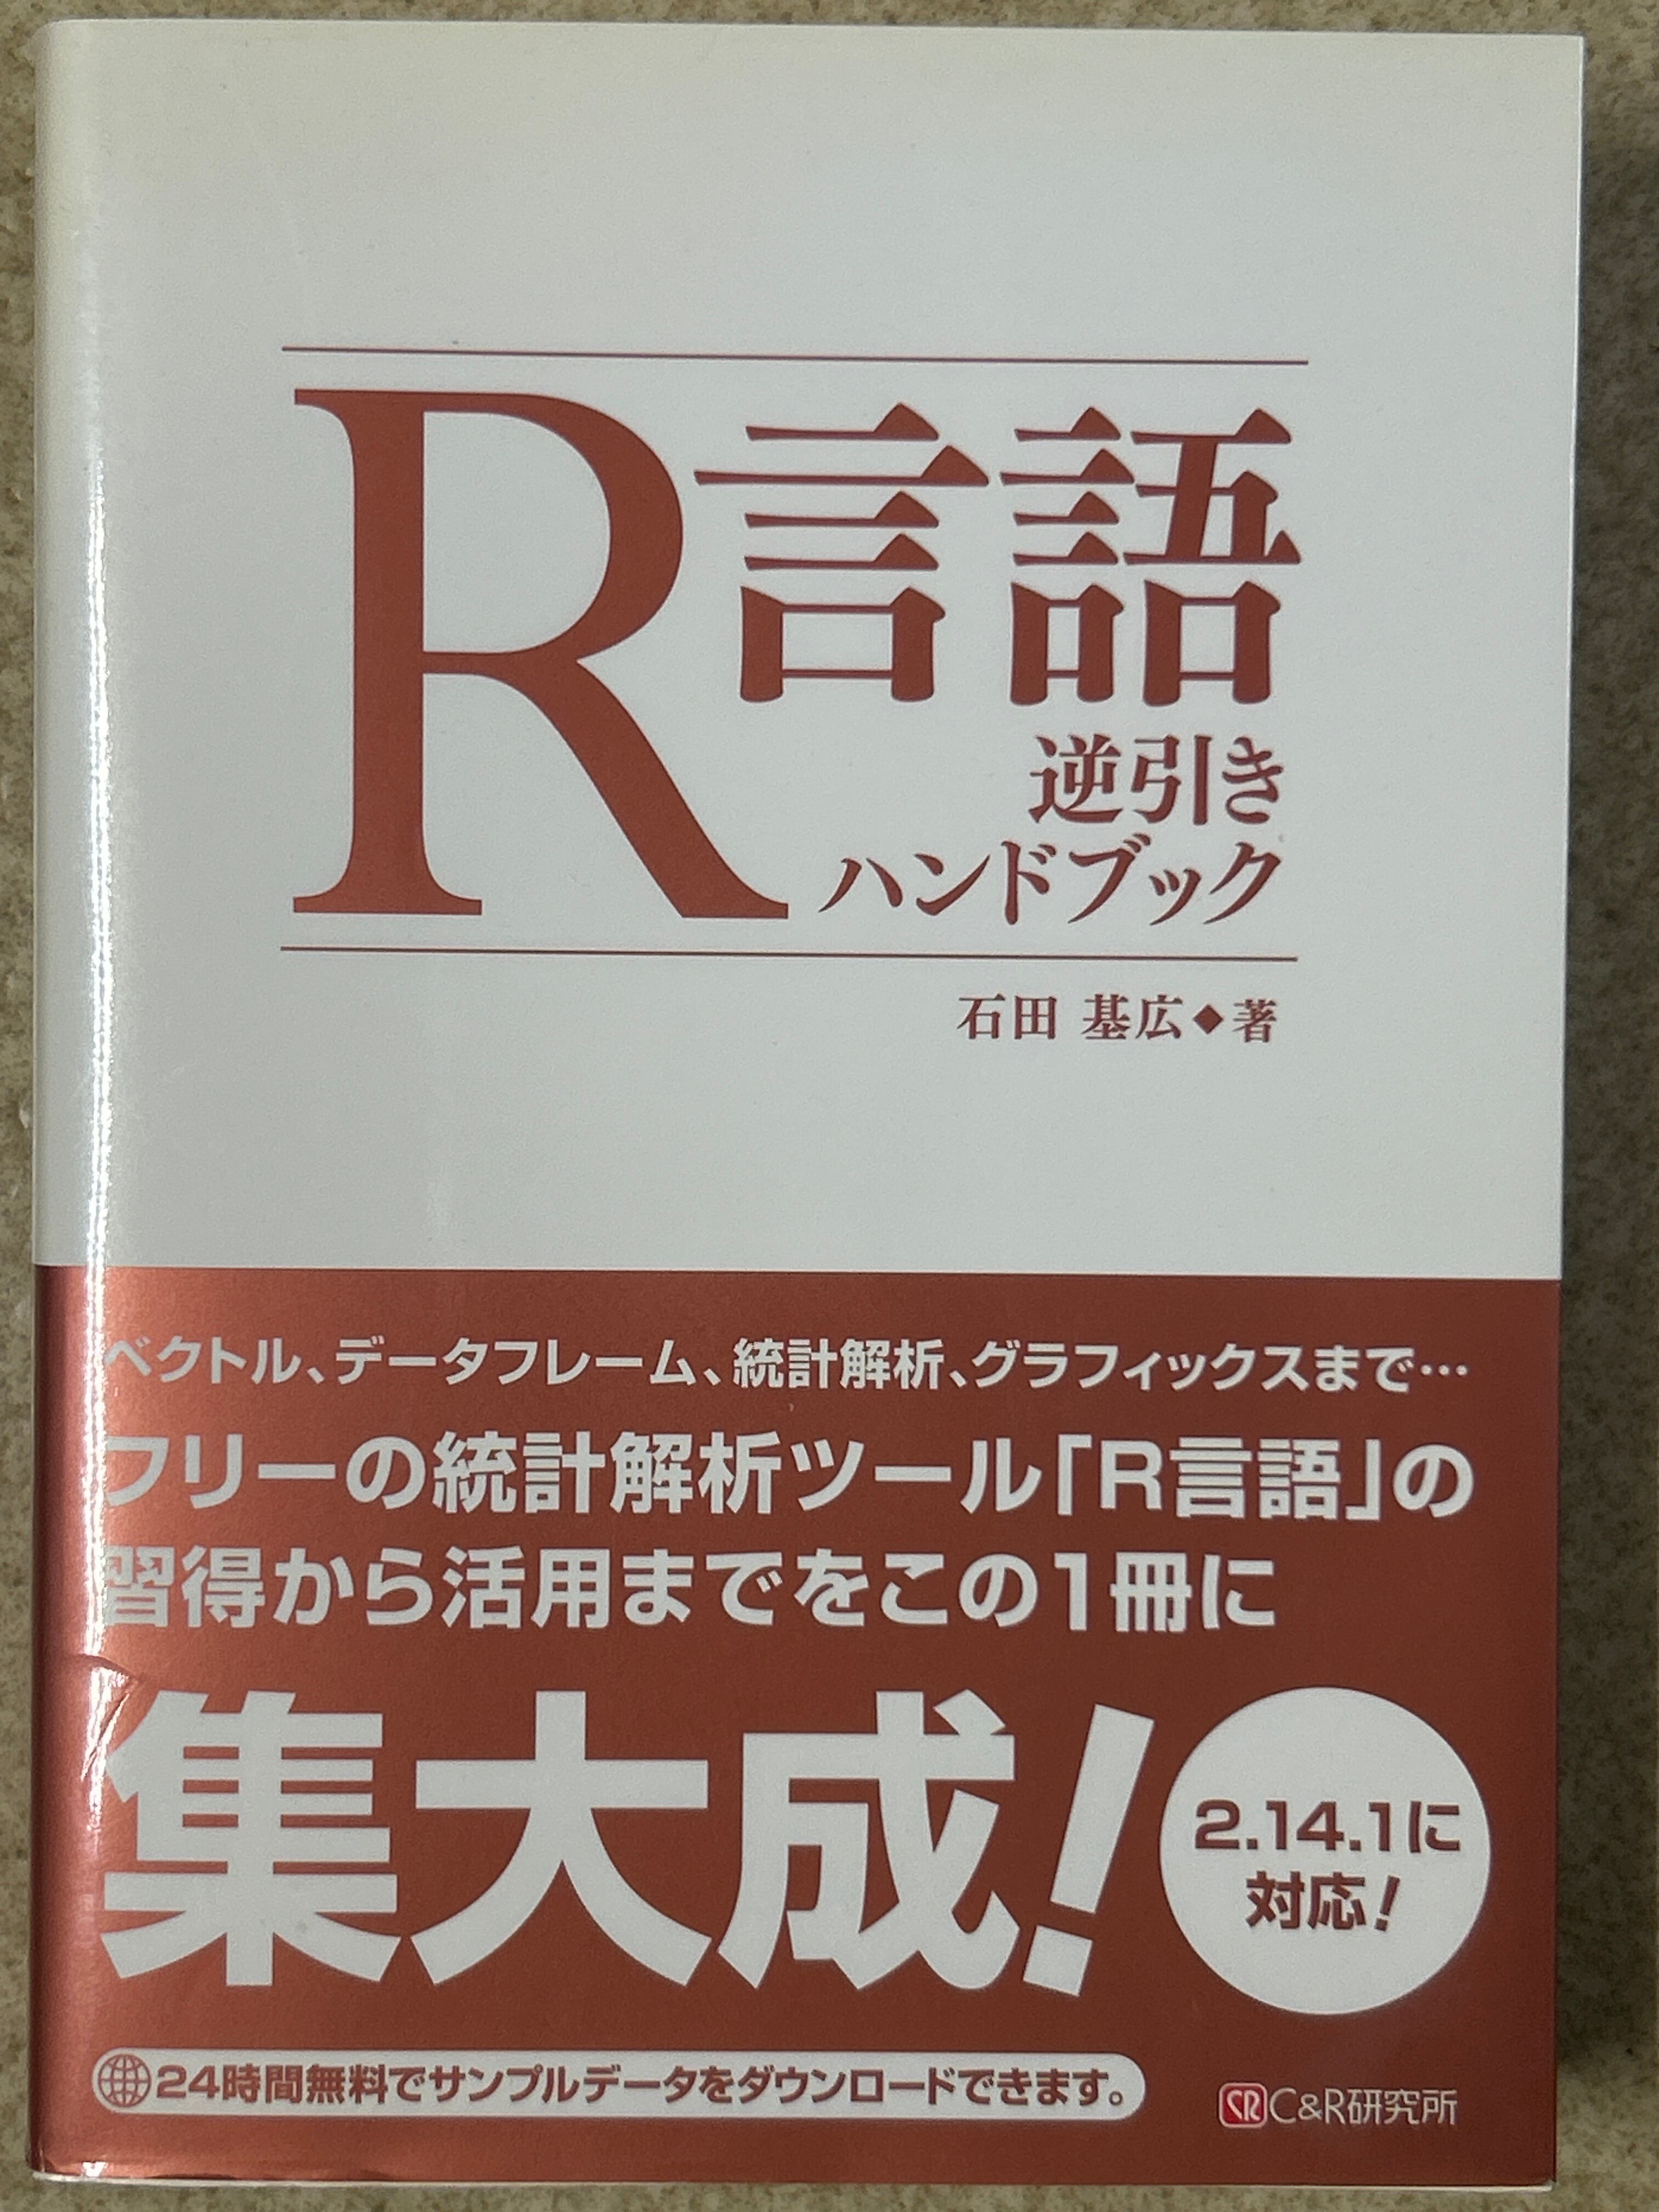 R言語
逆引き
ハンドブック
石田 基広◆著
ベクトル、データフレーム、統計解析、グラフィックスまで…
フリーの統計解析ツール「R言語」の
習得から活用までをこの1冊に
集大成!
2.14.1に
対応!
24時間無料でサンプルデータをダウンロードできます。
CR C&R研究所